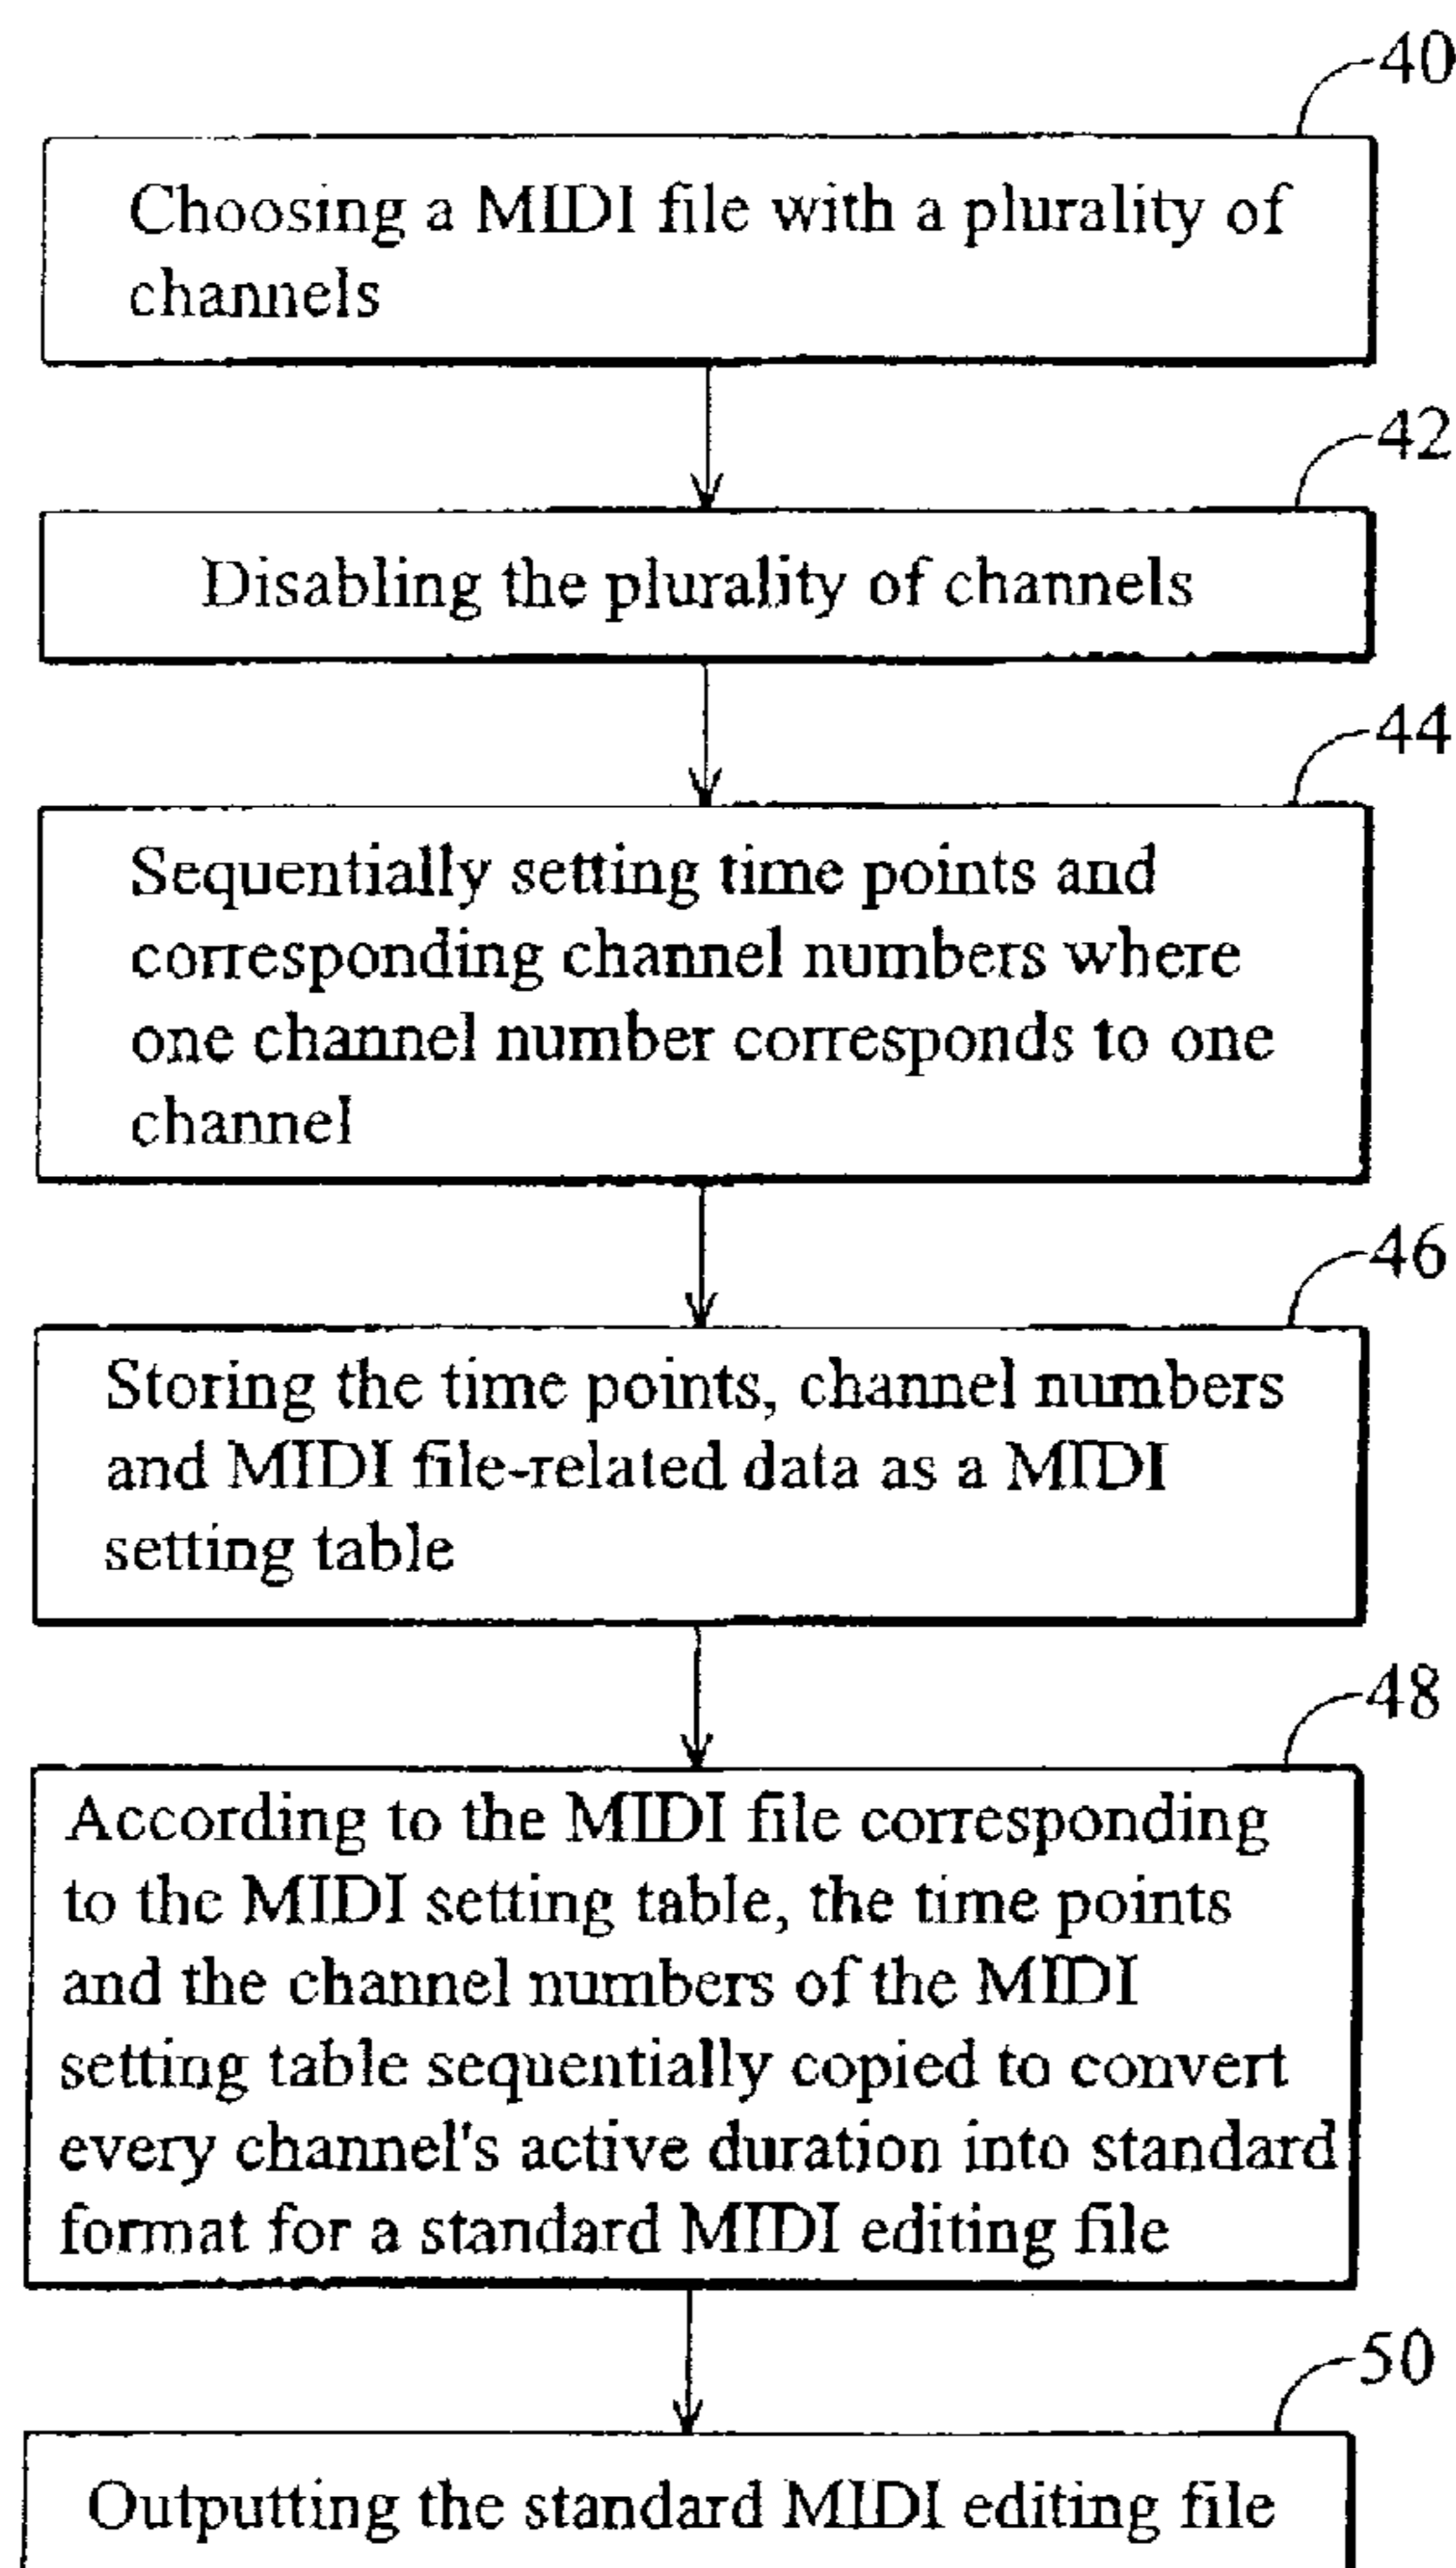 40
Choosing a MIDI file with a plurality of
channels
42
Disabling the plurality of channels
44
Sequentially setting time points and
corresponding channel numbers where
one channel number corresponds to one
channel
46
Storing the time points, channel numbers
and MIDI file-related data as a MIDI
setting table
48
According to the MIDI file corresponding
to the MIDI setting table, the time points
and the channel numbers of the MIDI
setting table sequentially copied to convert
every channel's active duration into standard
format for a standard MIDI editing file
50
Outputting the standard MIDI editing file